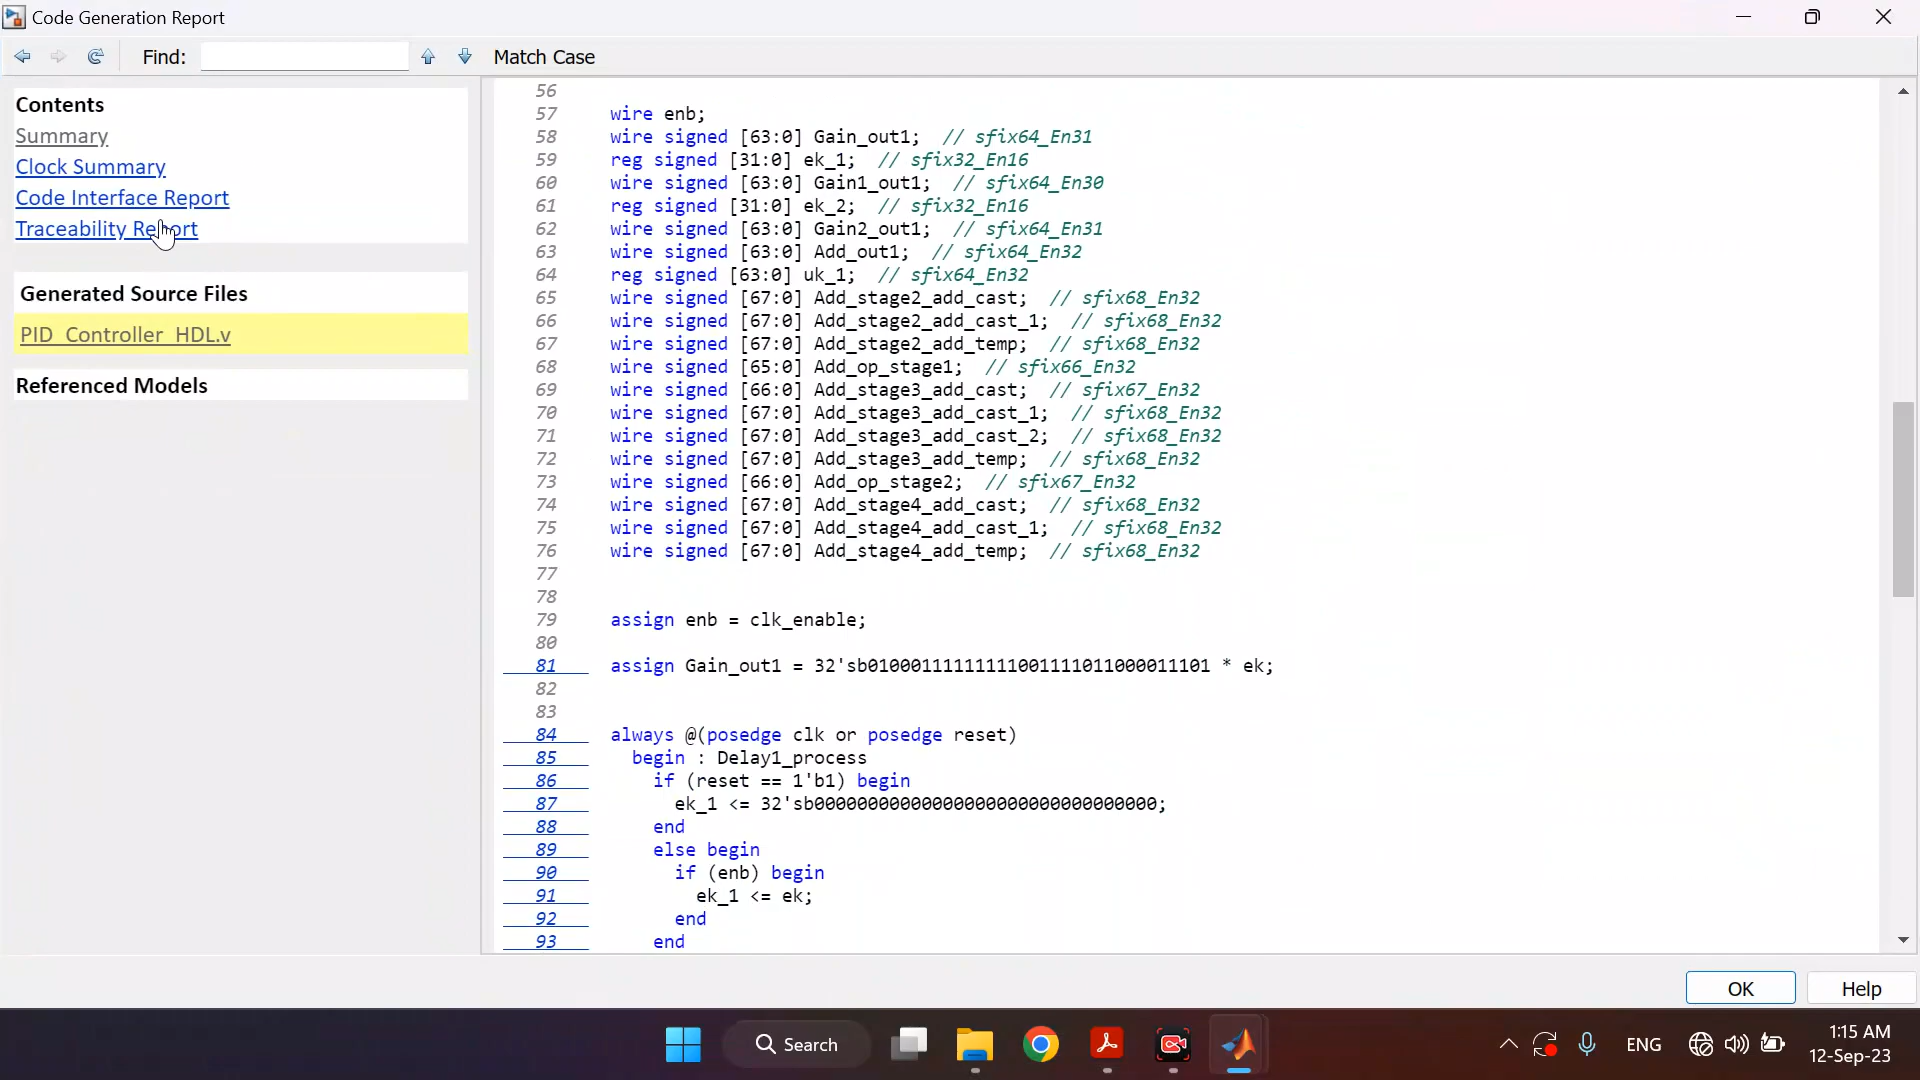 Code Generation Report
Find: Match Case
Contents
Summary
Clock Summary
Code Interface Report
Traceability Report
Generated Source Files
PID_Controller_HDL.v
Referenced Models
56
57 wire enb;
58 wire signed [63:0] Gain_out1; // sfix64_En31
59 reg signed [31:0] ek_1; // sfix32_En16
60 wire signed [63:0] Gain1_out1; // sfix64_En30
61 reg signed [31:0] ek_2; // sfix32_En16
62 wire signed [63:0] Gain2_out1; // sfix64_En31
63 wire signed [63:0] Add_out1; // sfix64_En32
64 reg signed [63:0] uk_1; // sfix64_En32
65 wire signed [67:0] Add_stage2_add_cast; // sfix68_En32
66 wire signed [67:0] Add_stage2_add_cast_1; // sfix68_En32
67 wire signed [67:0] Add_stage2_add_temp; // sfix68_En32
68 wire signed [65:0] Add_op_stage1; // sfix66_En32
69 wire signed [66:0] Add_stage3_add_cast; // sfix67_En32
70 wire signed [67:0] Add_stage3_add_cast_1; // sfix68_En32
71 wire signed [67:0] Add_stage3_add_cast_2; // sfix68_En32
72 wire signed [67:0] Add_stage3_add_temp; // sfix68_En32
73 wire signed [66:0] Add_op_stage2; // sfix67_En32
74 wire signed [67:0] Add_stage4_add_cast; // sfix68_En32
75 wire signed [67:0] Add_stage4_add_cast_1; // sfix68_En32
76 wire signed [67:0] Add_stage4_add_temp; // sfix68_En32
77
78
79 assign enb = clk_enable;
80
81 assign Gain_out1 = 32'sb01000111111111001111011000011101 * ek;
82
83
84 always @(posedge clk or posedge reset)
85 begin : Delay1_process
86 if (reset == 1'b1) begin
87 ek_1 <= 32'sb00000000000000000000000000000000;
88 end
89 else begin
90 if (enb) begin
91 ek_1 <= ek;
92 end
93 end
OK Help
Search
ENG
1:15 AM
12-Sep-23